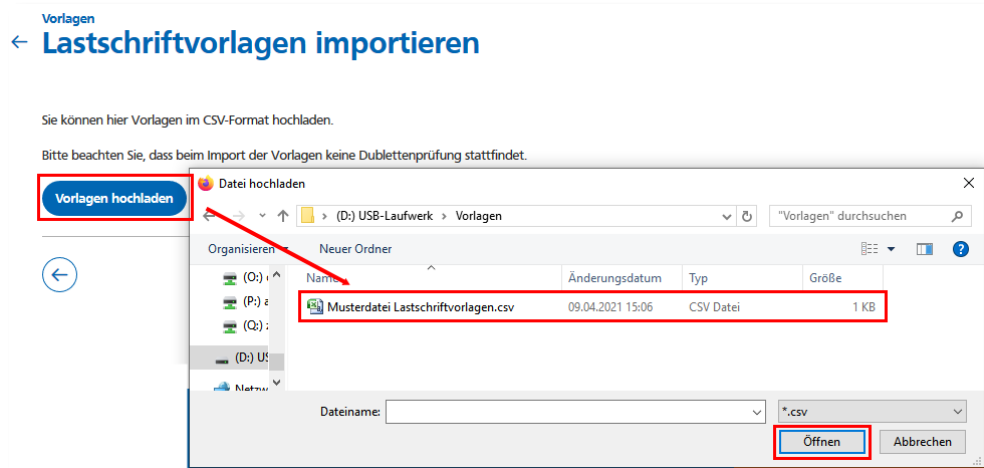 Vorlagen
Lastschriftvorlagen importieren
Sie können hier Vorlagen im CSV-Format hochladen.
Bitte beachten Sie, dass beim Import der Vorlagen keine Dublettenprüfung stattfindet.
Vorlagen hochladen
Datei hochladen
(D:) USB-Laufwerk > Vorlagen
"Vorlagen" durchsuchen
Organisieren Neuer Ordner
Name Änderungsdatum Typ Größe
(O:)
(P:)
(Q:)
(D:)
Musterdatei Lastschriftvorlagen.csv 09.04.2021 15:06 CSV Datei 1 KB
Dateiname: *.csv
Öffnen Abbrechen